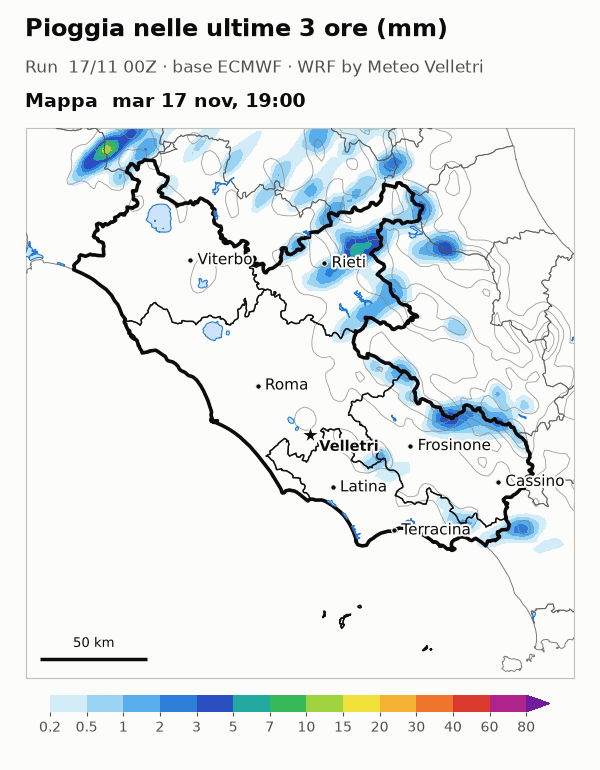 Pioggia nelle ultime 3 ore (mm)
Run  17/11 00Z · base ECMWF · WRF by Meteo Velletri
Mappa  mar 17 nov, 19:00
Viterbo
Rieti
Roma
Velletri
Frosinone
Latina
Cassino
Terracina
50 km
0.2 0.5 1 2 3 5 7 10 15 20 30 40 60 80